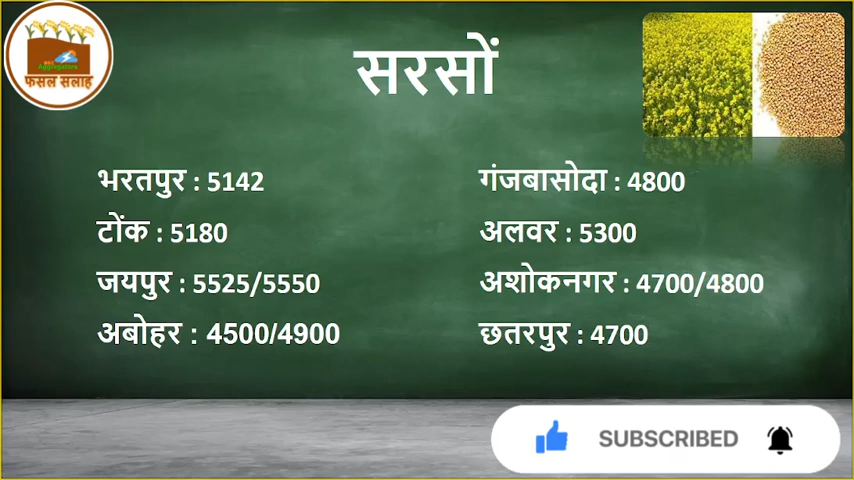 फसल सलाह
सरसों
भरतपुर : 5142
टोंक : 5180
जयपुर : 5525/5550
अबोहर : 4500/4900
गंजबासोदा : 4800
अलवर : 5300
अशोकनगर : 4700/4800
छतरपुर : 4700
SUBSCRIBED